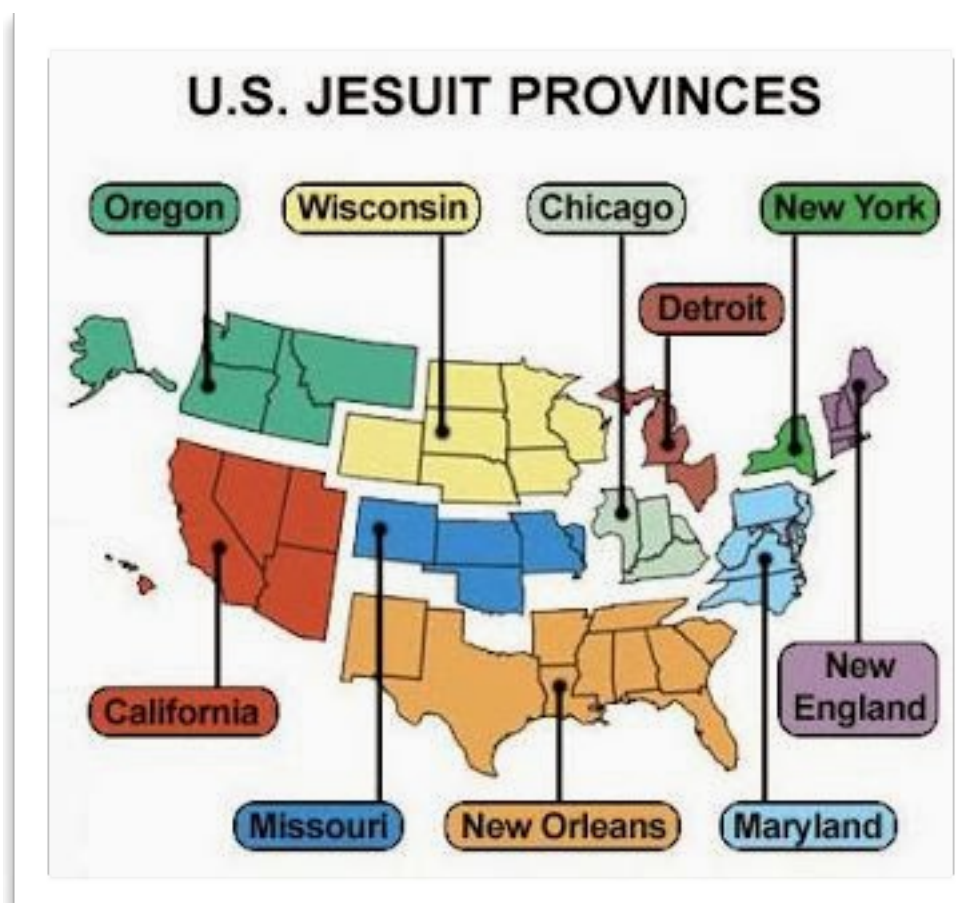 U.S. JESUIT PROVINCES
Oregon
Wisconsin
Chicago
New York
Detroit
California
New
England
Missouri
New Orleans
Maryland